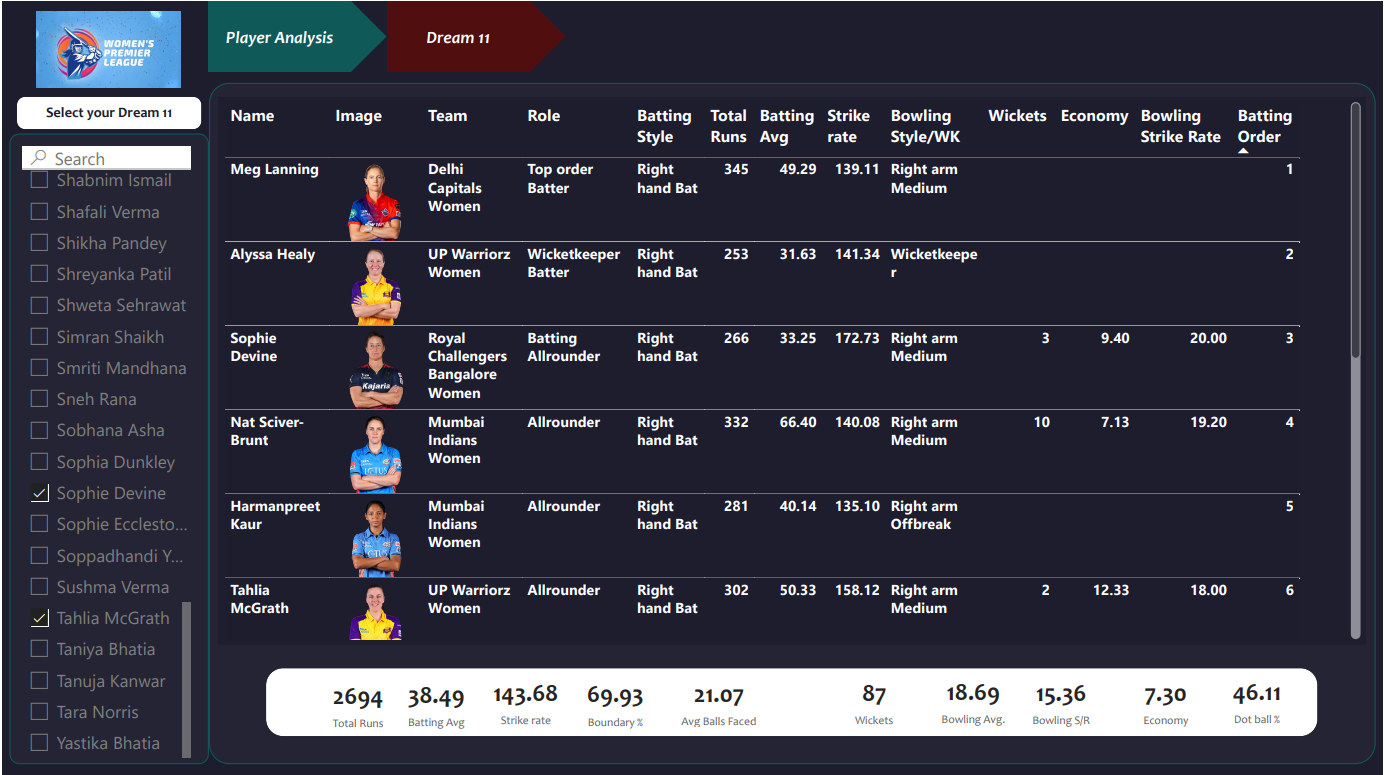 WOMEN'S
PREMIER
LEAGUE
Player Analysis
Dream 11
Select your Dream 11
Search
Shabnim Ismail
Shafali Verma
Shikha Pandey
Shreyanka Patil
Shweta Sehrawat
Simran Shaikh
Smriti Mandhana
Sneh Rana
Sobhana Asha
Sophia Dunkley
Sophie Devine
Sophie Ecclesto...
Soppadhandi Y...
Sushma Verma
Tahlia McGrath
Taniya Bhatia
Tanuja Kanwar
Tara Norris
Yastika Bhatia
Name Image Team Role Batting Total Batting Strike Bowling Wickets Economy Bowling Batting
Style Runs Avg rate Style/WK Strike Rate Order
Meg Lanning Delhi Top order Right 345 49.29 139.11 Right arm 1
Capitals Batter hand Bat Medium
Women
Alyssa Healy UP Warriorz Wicketkeeper Right 253 31.63 141.34 Wicketkeepe 2
Women Batter hand Bat r
Sophie Royal Batting Right 266 33.25 172.73 Right arm 3 9.40 20.00 3
Devine Challengers Allrounder hand Bat Medium
Bangalore
Kajaria Women
Nat Sciver- Mumbai Allrounder Right 332 66.40 140.08 Right arm 10 7.13 19.20 4
Brunt Indians hand Bat Medium
Women
Harmanpreet Mumbai Allrounder Right 281 40.14 135.10 Right arm 5
Kaur Indians hand Bat Offbreak
Women
Tahlia UP Warriorz Allrounder Right 302 50.33 158.12 Right arm 2 12.33 18.00 6
McGrath Women hand Bat Medium
2694 38.49 143.68 69.93 21.07 87 18.69 15.36 7.30 46.11
Total Runs Batting Avg Strike rate Boundary % Avg Balls Faced Wickets Bowling Avg. Bowling S/R Economy Dot ball %